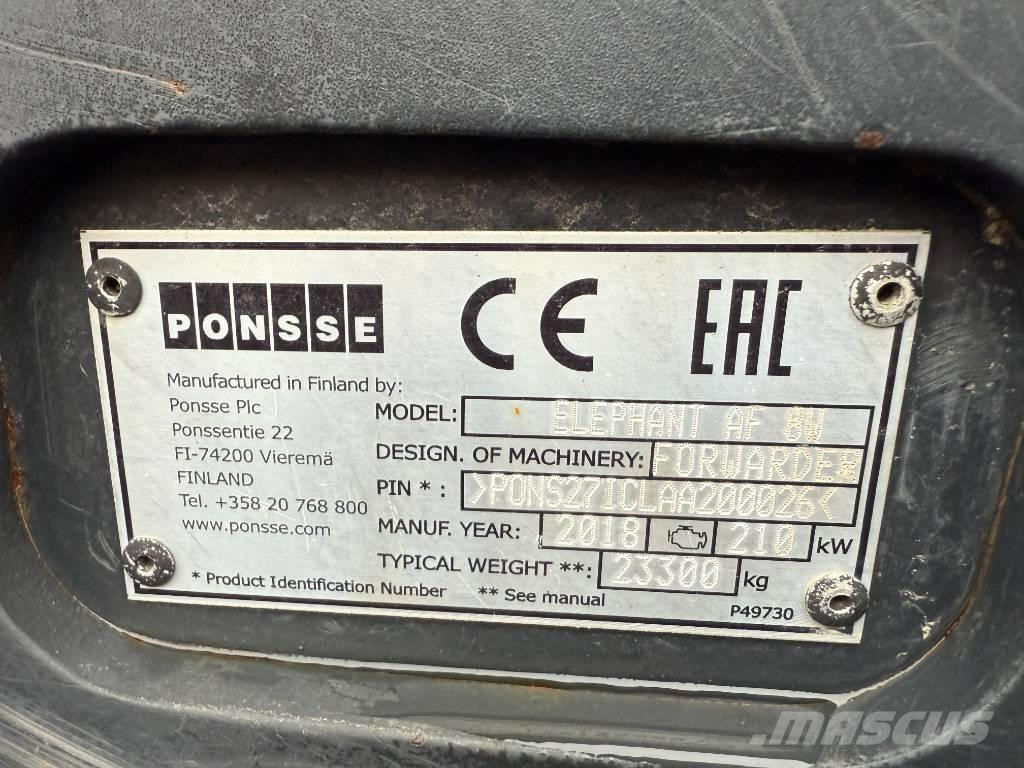 PONSSE CE EAC
Manufactured in Finland by:
Ponsse Plc
Ponssentie 22
FI-74200 Vieremä
FINLAND
Tel. +358 20 768 800
www.ponsse.com
MODEL: ELEPHANT AF 8W
DESIGN. OF MACHINERY: FORWARDER
PIN * : >PONS27ICLAA200026<
MANUF. YEAR: 2018 210 kW
TYPICAL WEIGHT **: 23300 kg
* Product Identification Number ** See manual
P49730
MASCUS